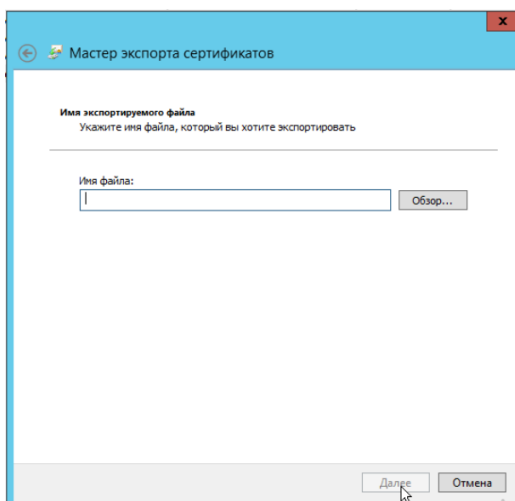 x
Мастер экспорта сертификатов
Имя экспортируемого файла
Укажите имя файла, который вы хотите экспортировать
Имя файла:
Обзор...
Далее
Отмена